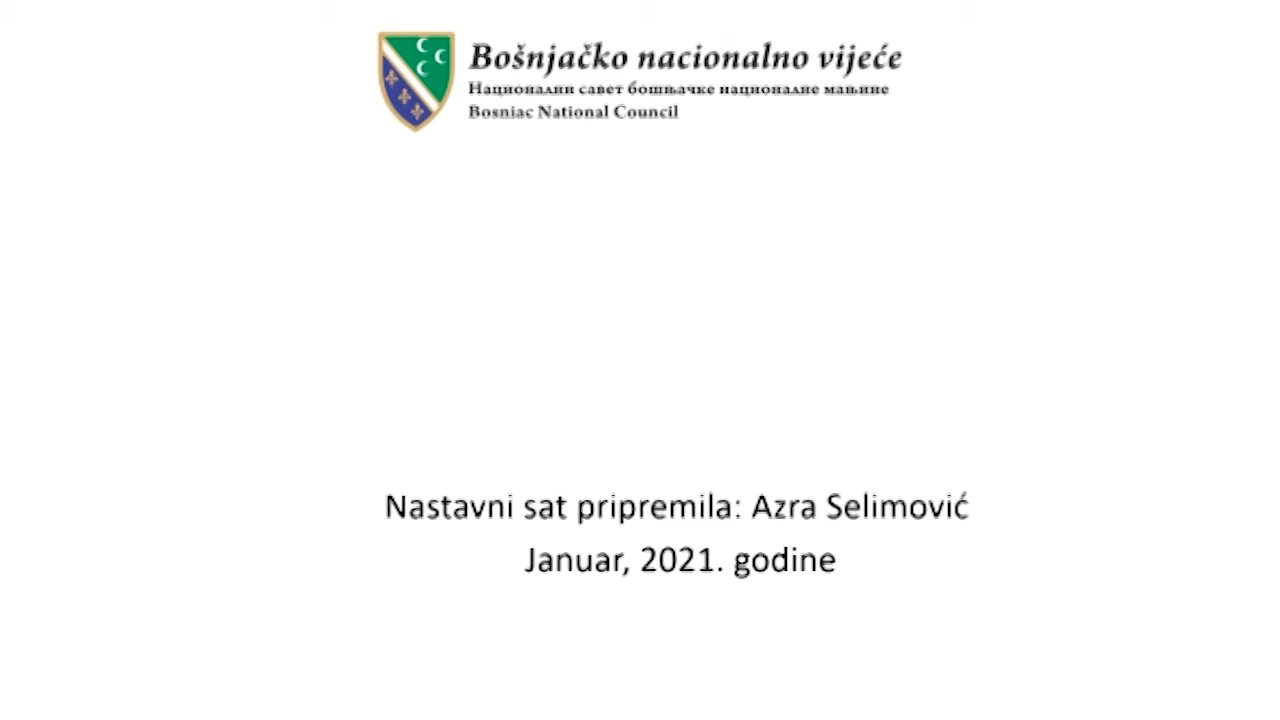 Bošnjačko nacionalno vijeće
Национални савет бошњачке националне мањине
Bosniac National Council
Nastavni sat pripremila: Azra Selimović
Januar, 2021. godine